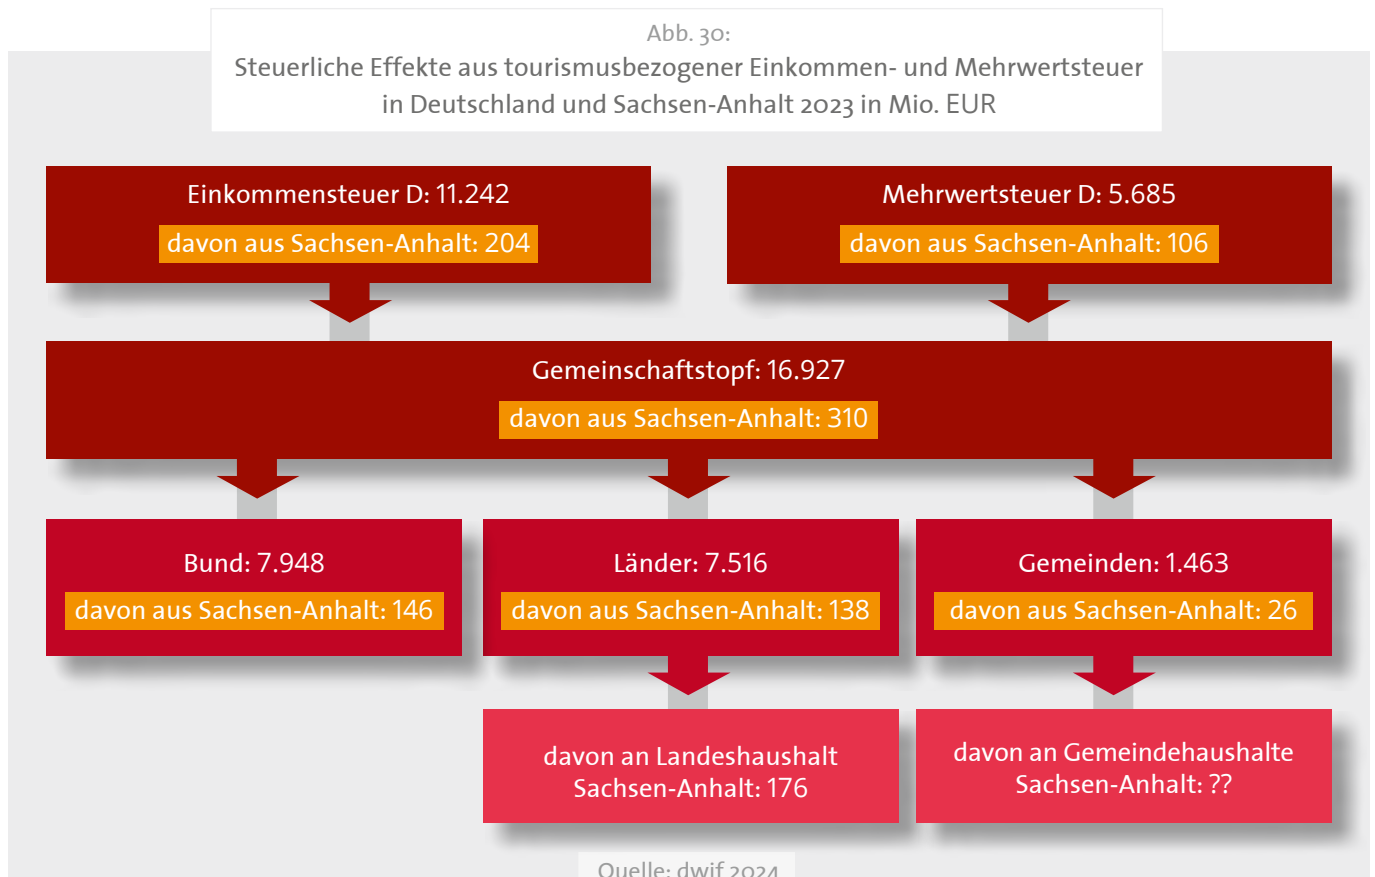 Abb. 30:
Steuerliche Effekte aus tourismusbezogener Einkommen- und Mehrwertsteuer
in Deutschland und Sachsen-Anhalt 2023 in Mio. EUR
Einkommensteuer D: 11.242
davon aus Sachsen-Anhalt: 204
Mehrwertsteuer D: 5.685
davon aus Sachsen-Anhalt: 106
Gemeinschaftstopf: 16.927
davon aus Sachsen-Anhalt: 310
Bund: 7.948
davon aus Sachsen-Anhalt: 146
Länder: 7.516
davon aus Sachsen-Anhalt: 138
Gemeinden: 1.463
davon aus Sachsen-Anhalt: 26
davon an Landeshaushalt
Sachsen-Anhalt: 176
davon an Gemeindehaushalte
Sachsen-Anhalt: ??
Quelle: dwif 2024